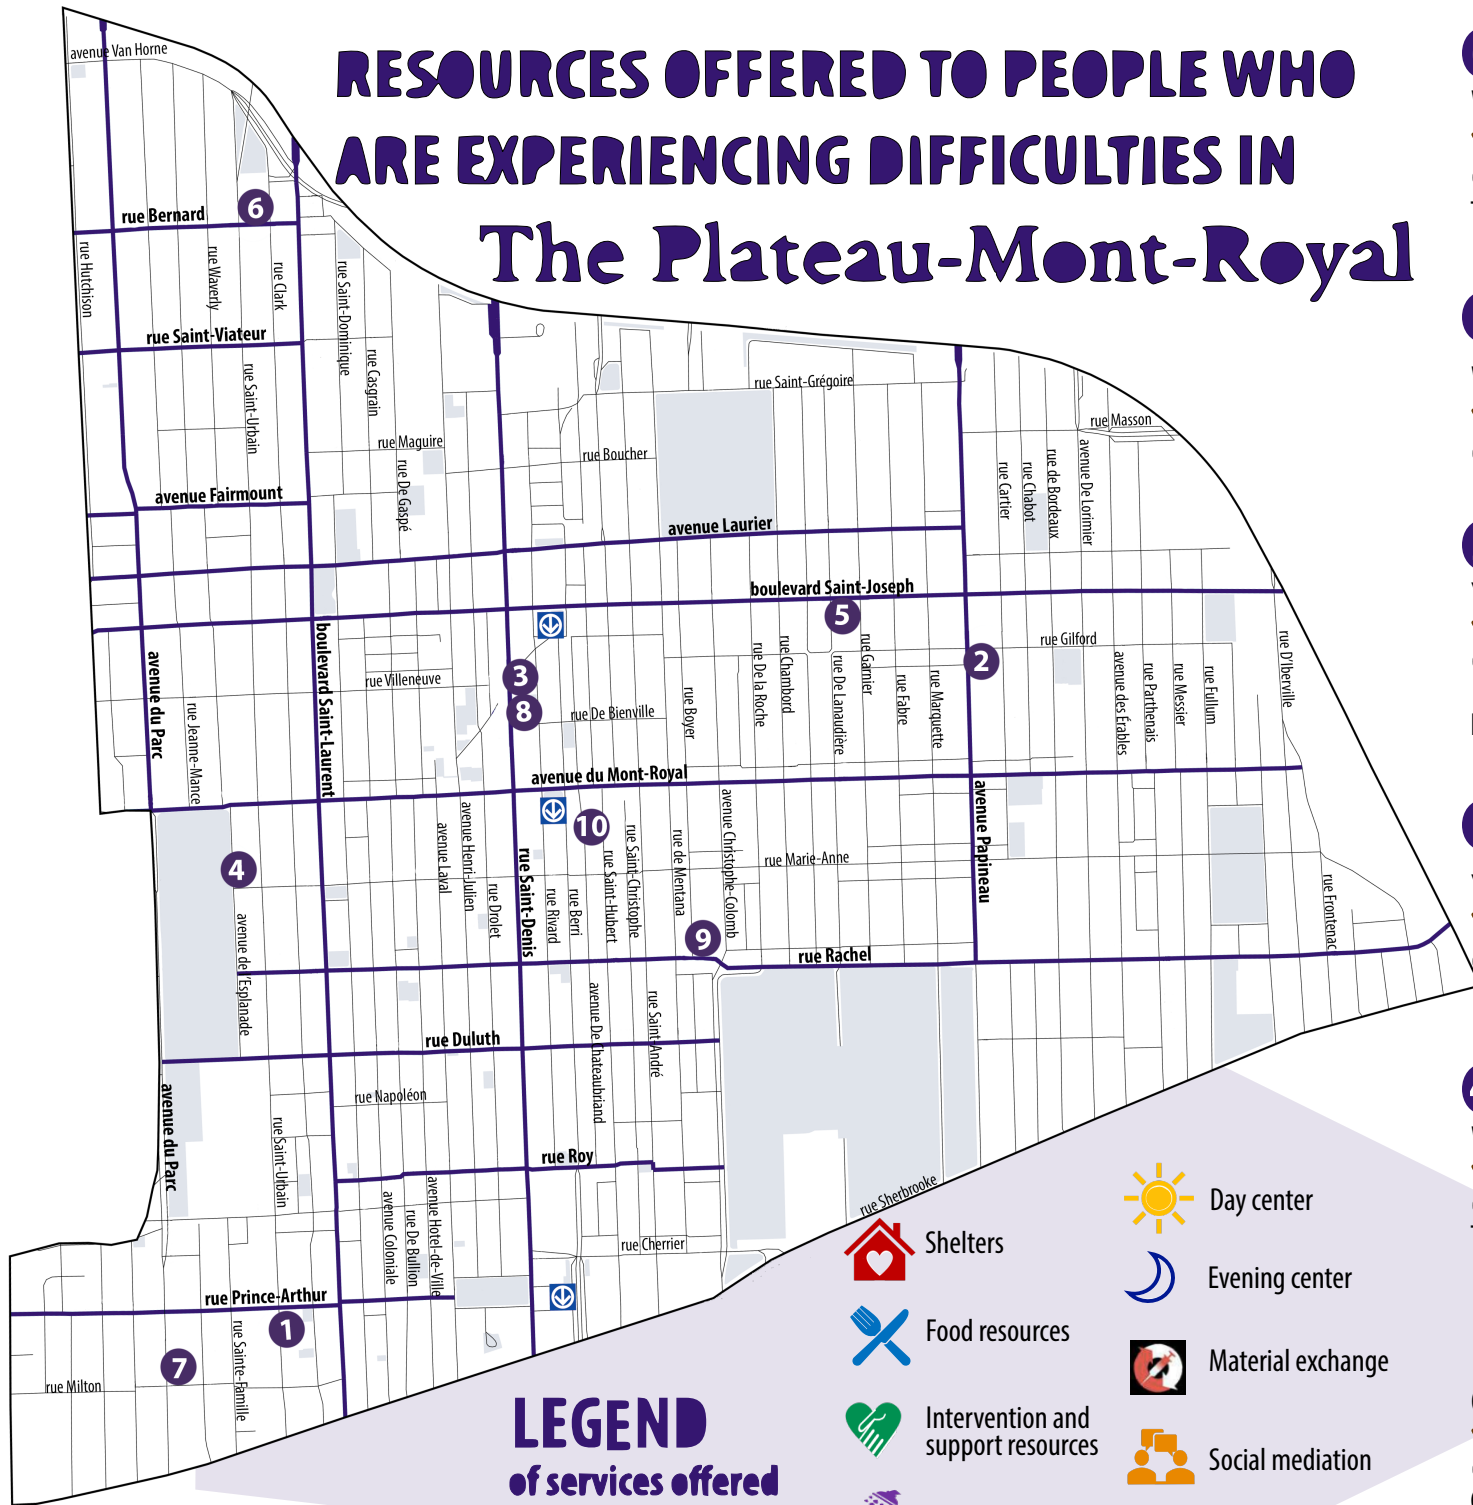 RESOURCES OFFERED TO PEOPLE WHO
ARE EXPERIENCING DIFFICULTIES IN
The Plateau-Mont-Royal
avenue Van Horne
rue Bernard
6
rue Hutchison
rue Waverly
rue Clark
rue Saint-Dominique
rue Saint-Viateur
rue Casgrain
rue Saint-Urbain
rue Saint-Grégoire
rue Masson
rue Maguire
rue Boucher
rue De Gaspé
rue Cartier
rue Chabot
rue de Bordeaux
avenue De Lorimier
avenue Fairmount
avenue Laurier
boulevard Saint-Joseph
5
boulevard Saint-Laurent
avenue du Parc
rue Jeanne-Mance
rue Villeneuve
3
8
rue De Bienville
rue Boyer
rue De la Roche
rue Chambord
rue De Lanaudière
rue Garnier
rue Fabre
rue Marquette
2
rue Gilford
avenue des Érables
rue Parthenais
rue Messier
rue Fullum
rue D'Iberville
avenue du Mont-Royal
10
4
avenue Laval
avenue Henri-Julien
rue Drolet
rue Saint-Denis
rue Rivard
rue Berri
rue Saint-Hubert
rue Saint-Christophe
rue de Mentana
avenue Christophe-Colomb
rue Marie-Anne
avenue Papineau
rue Frontenac
9
rue Rachel
avenue de l'Esplanade
avenue De Chateaubriand
rue Saint-André
rue Duluth
avenue du Parc
rue Napoléon
rue Saint-Urbain
rue Roy
avenue Coloniale
rue De Bullion
avenue Hotel-de-Ville
rue Cherrier
rue Sherbrooke
rue Prince-Arthur
1
7
rue Sainte-Famille
rue Milton
LEGEND
of services offered
Shelters
Food resources
Intervention and
support resources
Day center
Evening center
Material exchange
Social mediation